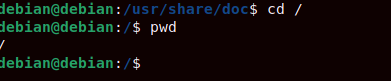 debian@debian:/usr/share/doc$ cd /
debian@debian:/$ pwd
/
debian@debian:/$